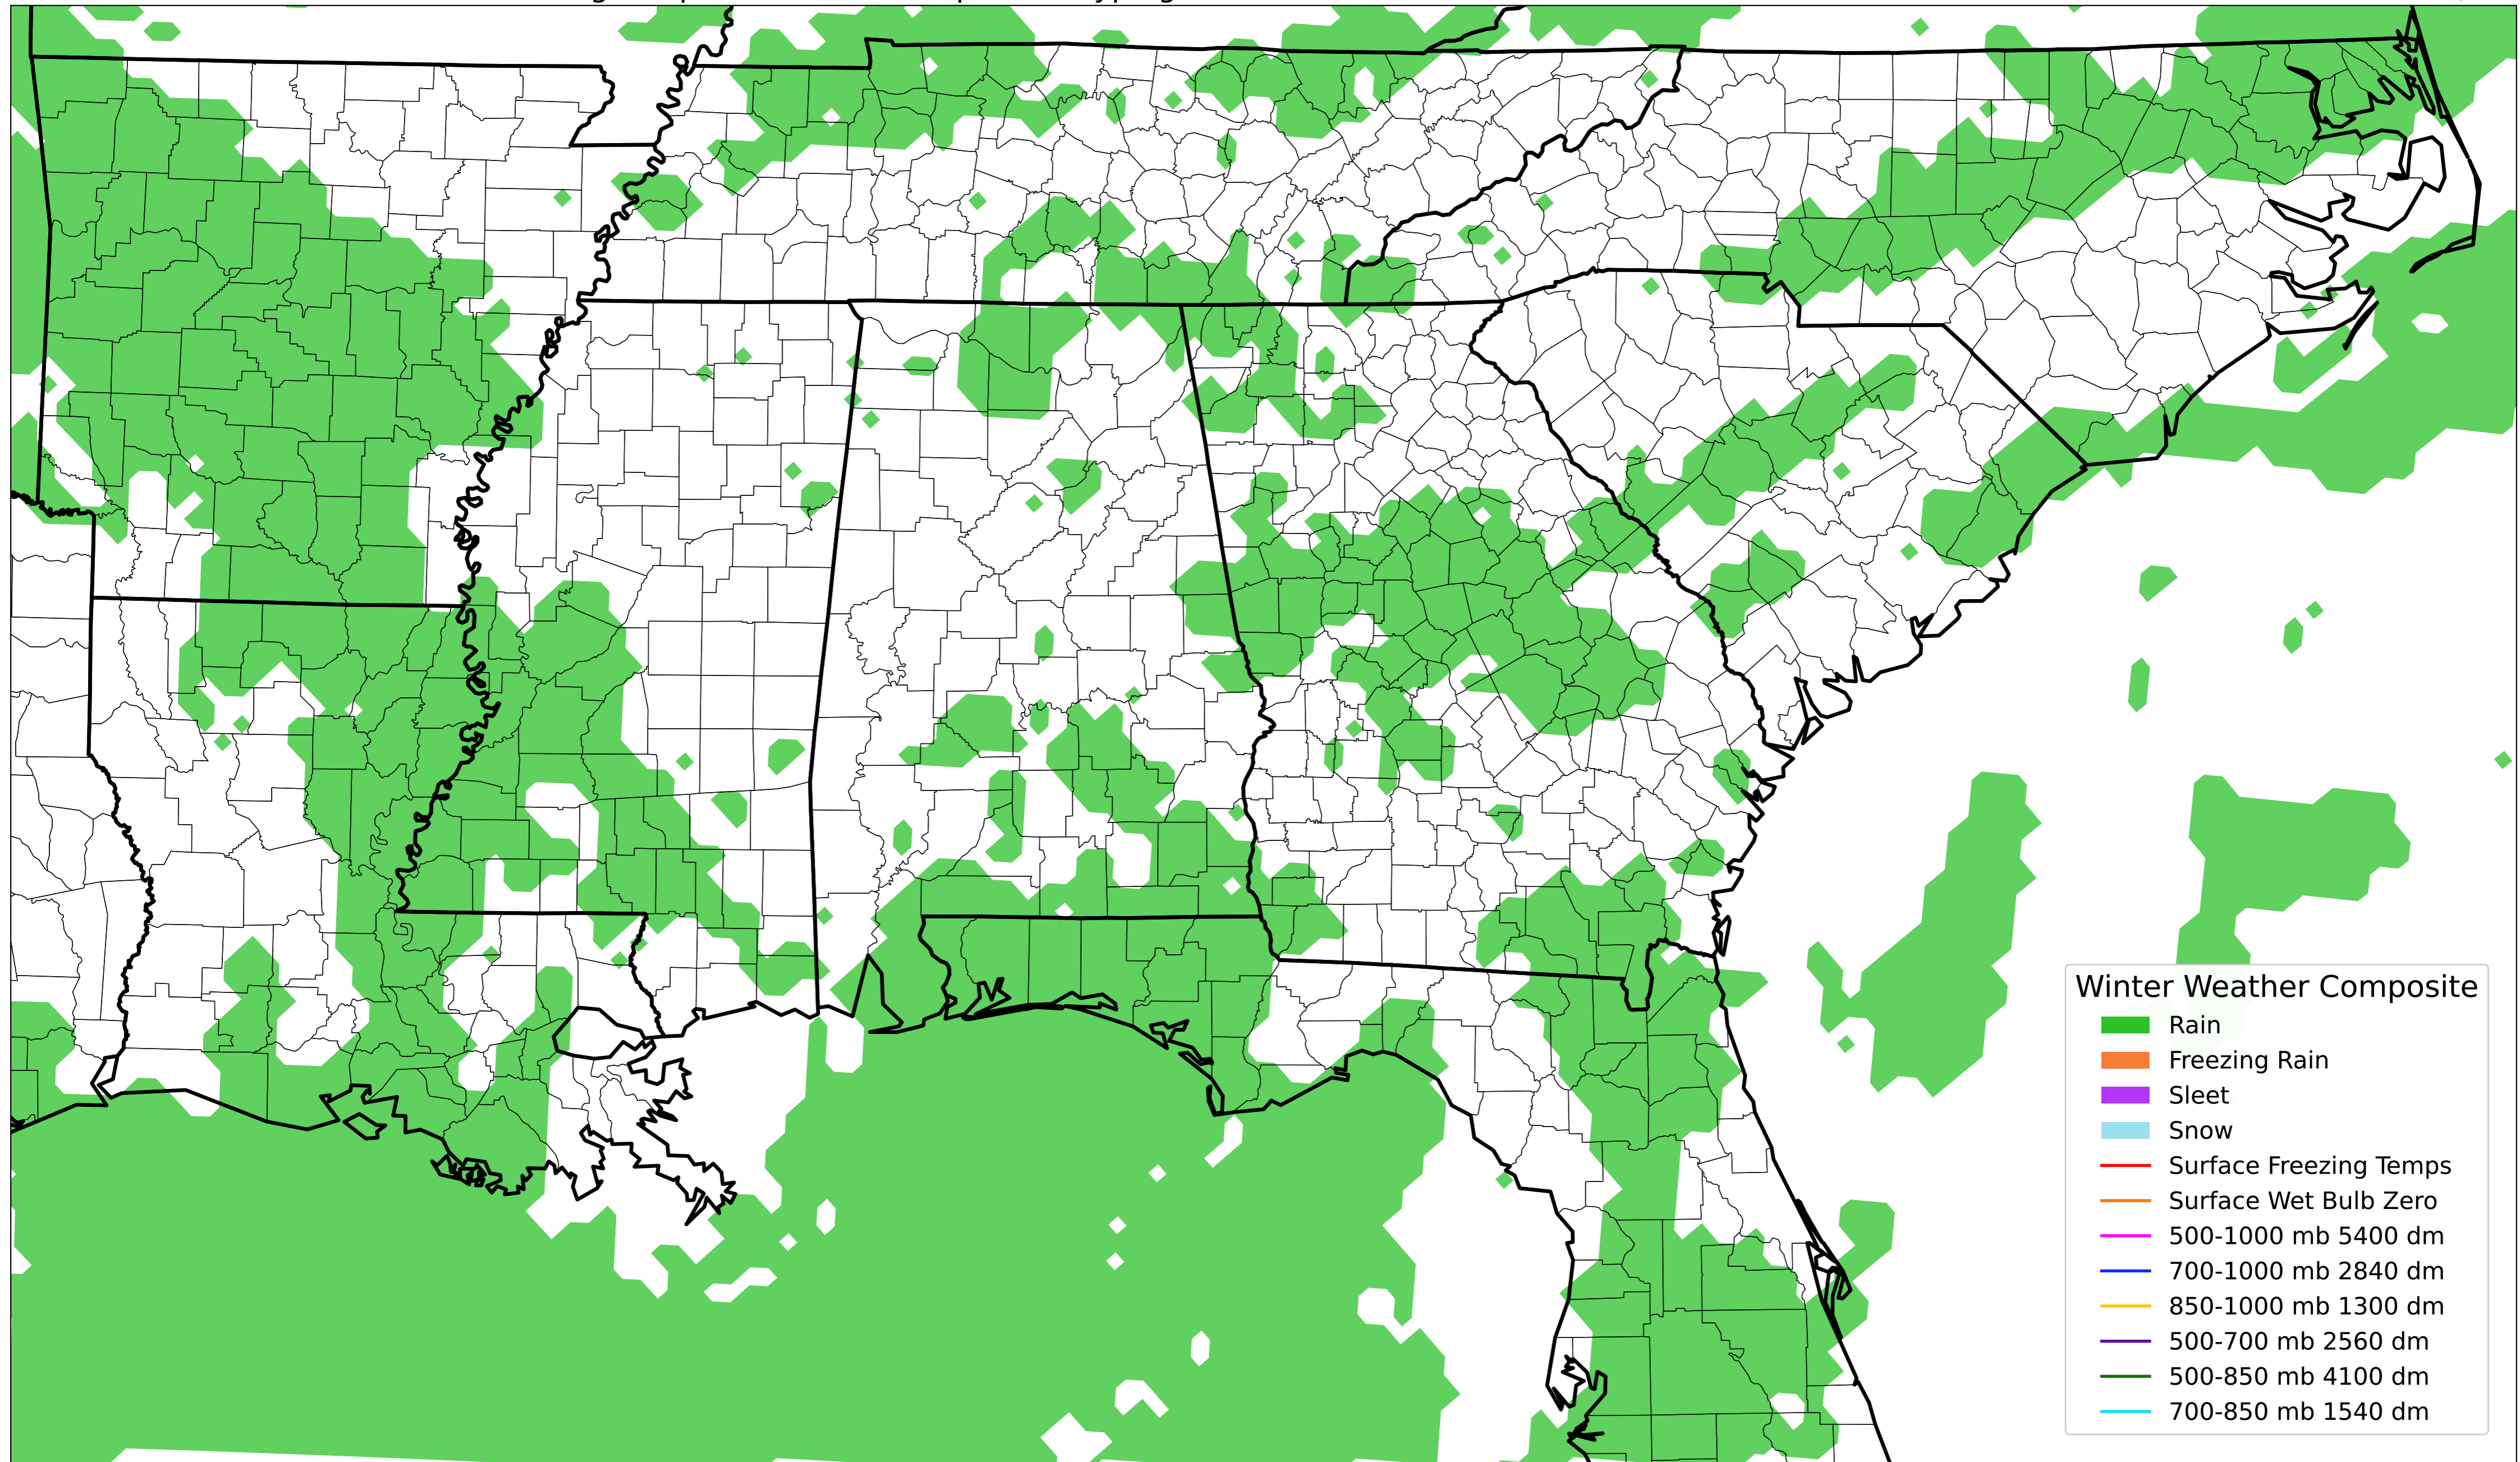 Winter Weather Composite
Rain
Freezing Rain
Sleet
Snow
Surface Freezing Temps
Surface Wet Bulb Zero
500-1000 mb 5400 dm
700-1000 mb 2840 dm
850-1000 mb 1300 dm
500-700 mb 2560 dm
500-850 mb 4100 dm
700-850 mb 1540 dm